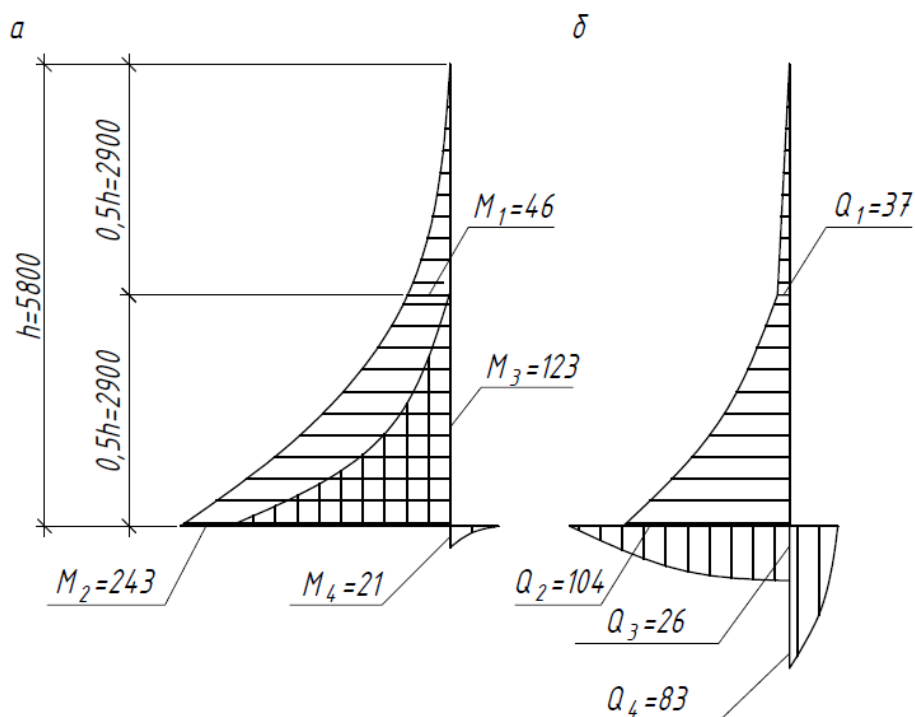 а
б
h=5800
0,5h=2900
0,5h=2900
M₁=46
Q₁=37
M₃=123
M₂=243
M₄=21
Q₂=104
Q₃=26
Q₄=83